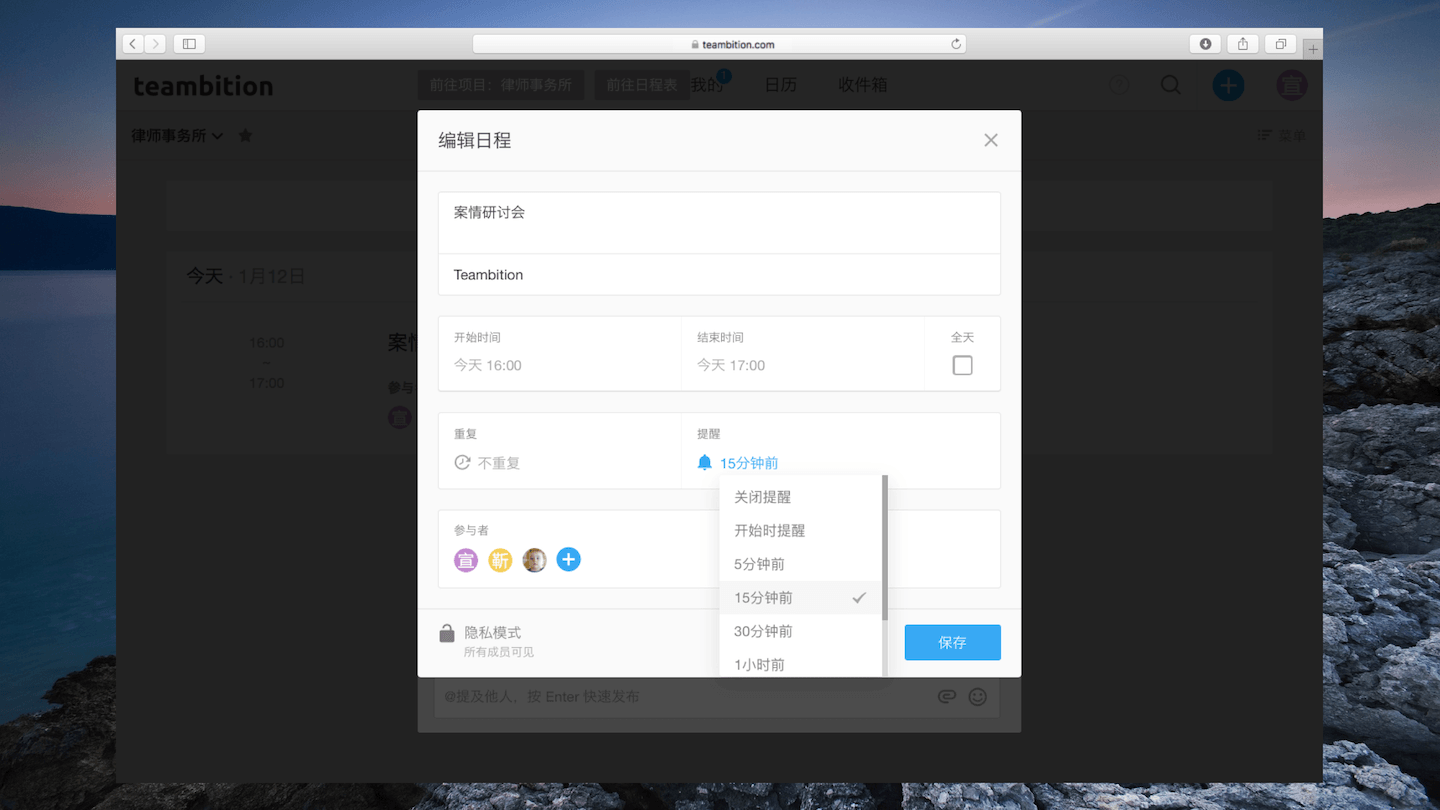 teambition.com
teambition
前往项目：律师事务所
前往日程表
我的
日历
收件箱
宣
律师事务所
菜单
编辑日程
案情研讨会
Teambition
今天 · 1月12日
开始时间
结束时间
全天
今天 16:00
今天 17:00
16:00
~
17:00
案情
参与
宣
重复
提醒
不重复
15分钟前
关闭提醒
开始时提醒
5分钟前
15分钟前
30分钟前
1小时前
参与者
宣
靳
隐私模式
所有成员可见
保存
@提及他人，按 Enter 快速发布